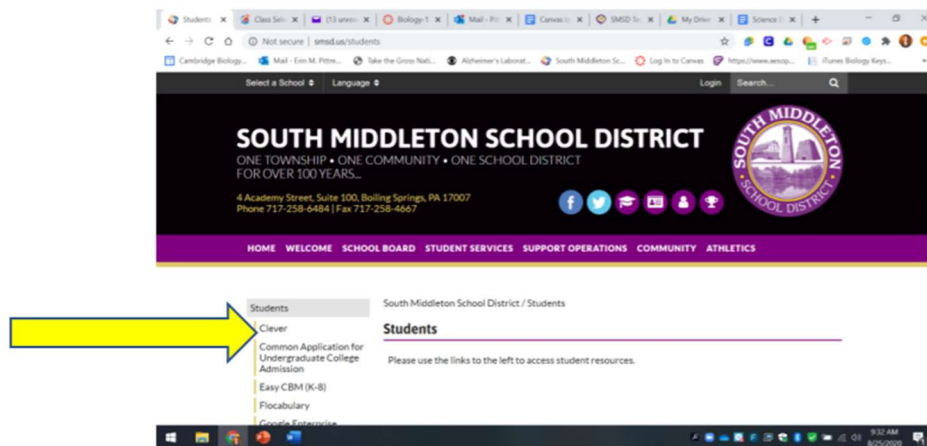 Students
Class Sele
(13 unrea
Biology-1
Mail - Pit
Canvas
SMSD
My Drive
Science
Not secure | smsd.us/students
Cambridge Biology...
Mail - Erin M. Pittm...
Take the Gross Nati...
Alzheimer's Laborat...
South Middleton Sc...
Log In to Canvas
https://www.aesop...
iTunes Biology Keys...
Select a School
Language
Login
Search...
SOUTH MIDDLETON SCHOOL DISTRICT
ONE TOWNSHIP • ONE COMMUNITY • ONE SCHOOL DISTRICT
FOR OVER 100 YEARS...
4 Academy Street, Suite 100, Boiling Springs, PA 17007
Phone 717-258-6484 | Fax 717-258-4667
SOUTH MIDDLETON
SCHOOL DISTRICT
HOME WELCOME SCHOOL BOARD STUDENT SERVICES SUPPORT OPERATIONS COMMUNITY ATHLETICS
Students
Clever
Common Application for
Undergraduate College
Admission
Easy CBM (K-8)
Flocabulary
Google Enterprise
South Middleton School District / Students
Students
Please use the links to the left to access student resources.
9:32 AM
8/25/2020